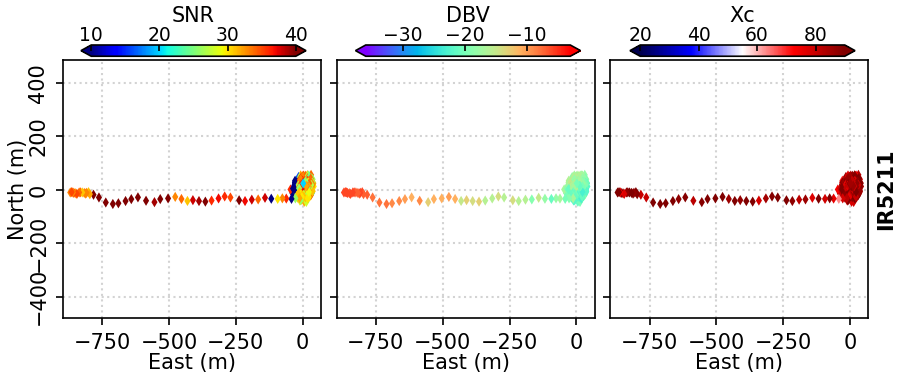 SNR DBV Xc
10 20 30 40 −30 −20 −10 20 40 60 80
North (m)
400
200
0
−200
−400
IR5211
−750 −500 −250 0 −750 −500 −250 0 −750 −500 −250 0
East (m) East (m) East (m)